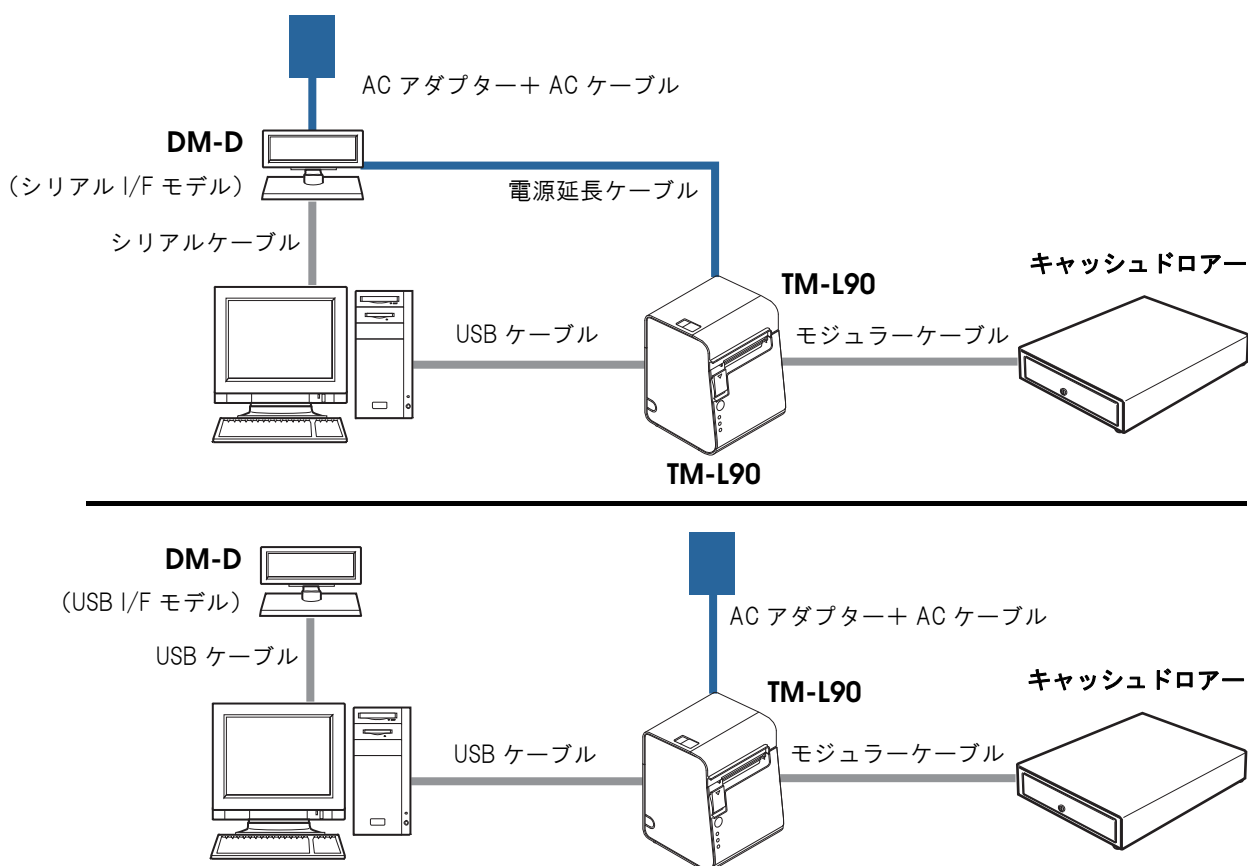 AC アダプター＋ AC ケーブル
DM-D
（シリアル I/F モデル）
電源延長ケーブル
シリアルケーブル
キャッシュドロアー
TM-L90
USB ケーブル
モジュラーケーブル
TM-L90
DM-D
（USB I/F モデル）
AC アダプター＋ AC ケーブル
USB ケーブル
キャッシュドロアー
TM-L90
USB ケーブル
モジュラーケーブル